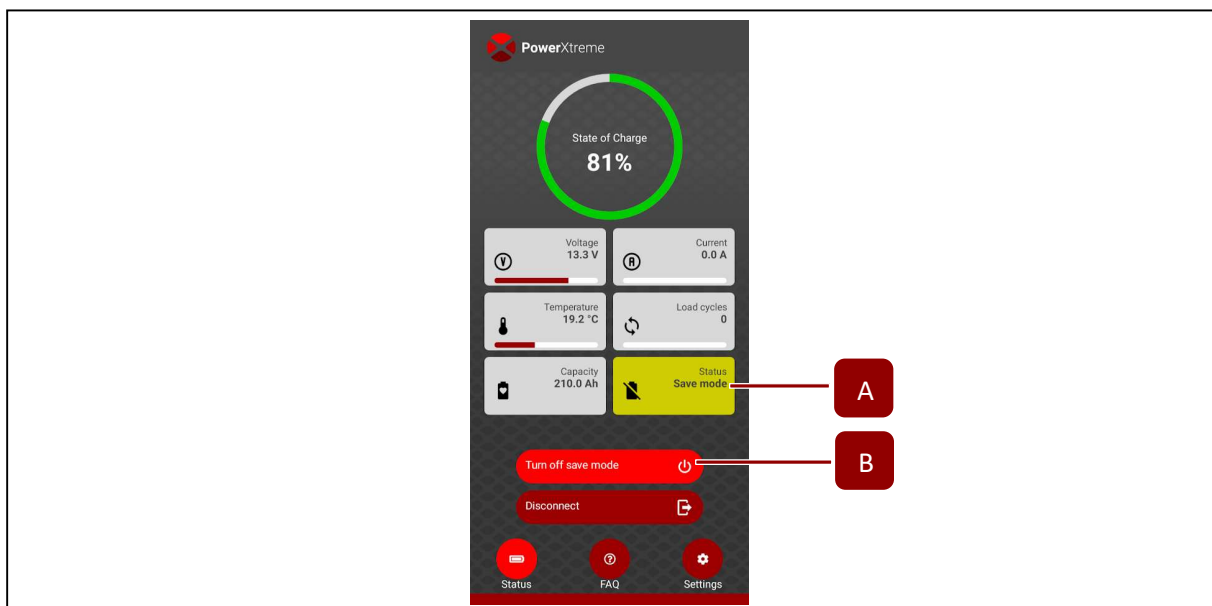 PowerXtreme
State of Charge
81%
Voltage
13.3 V
Current
0.0 A
Temperature
19.2 °C
Load cycles
0
Capacity
210.0 Ah
Status
Save mode
A
Turn off save mode
B
Disconnect
Status
FAQ
Settings